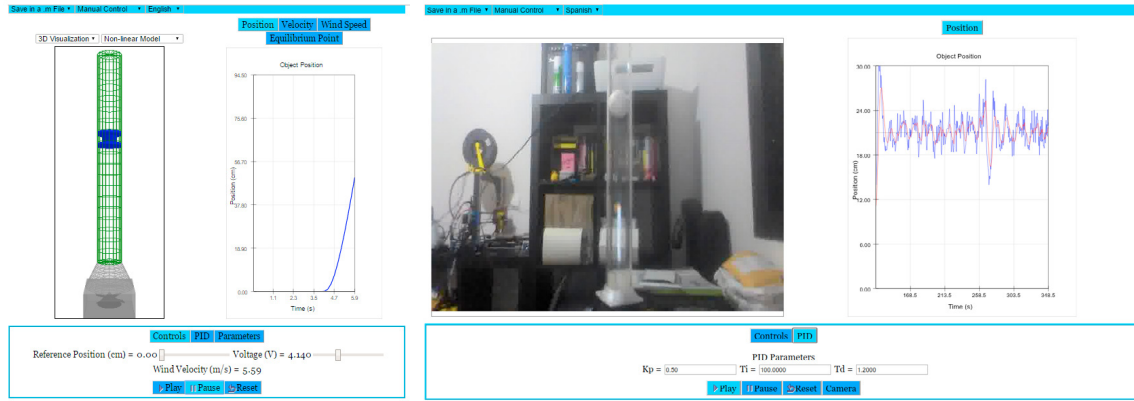 Save in a .m File ▾ Manual Control ▾ English ▾
Position Velocity Wind Speed
Equilibrium Point
3D Visualization ▾ Non-linear Model ▾
Object Position
94.50
75.60
56.70
37.80
18.90
0.00
Position (cm)
1.1 2.3 3.5 4.7 5.9
Time (s)
Controls PID Parameters
Reference Position (cm) = 0.00 Voltage (V) = 4.140
Wind Velocity (m/s) = 5.59
Play Pause Reset
Save in a .m File ▾ Manual Control ▾ Spanish ▾
Position
Object Position
30.00
24.00
18.00
12.00
6.00
0.00
Position (cm)
168.5 213.5 258.5 303.5 348.5
Time (s)
Controls PID
PID Parameters
Kp = 0.50 Ti = 100.0000 Td = 1.2000
Play Pause Reset Camera